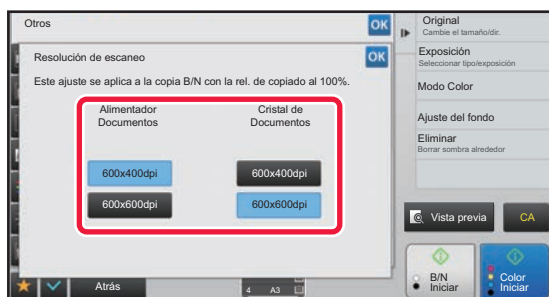 Otros
OK
Resolución de escaneo
OK
Este ajuste se aplica a la copia B/N con la rel. de copiado al 100%.
Alimentador
Documentos
Cristal de
Documentos
600x400dpi
600x400dpi
600x600dpi
600x600dpi
Atrás
4 A3
Original
Cambie el tamaño/dir.
Exposición
Seleccionar tipo/exposición
Modo Color
Ajuste del fondo
Eliminar
Borrar sombra alrededor
Vista previa
CA
B/N
Iniciar
Color
Iniciar